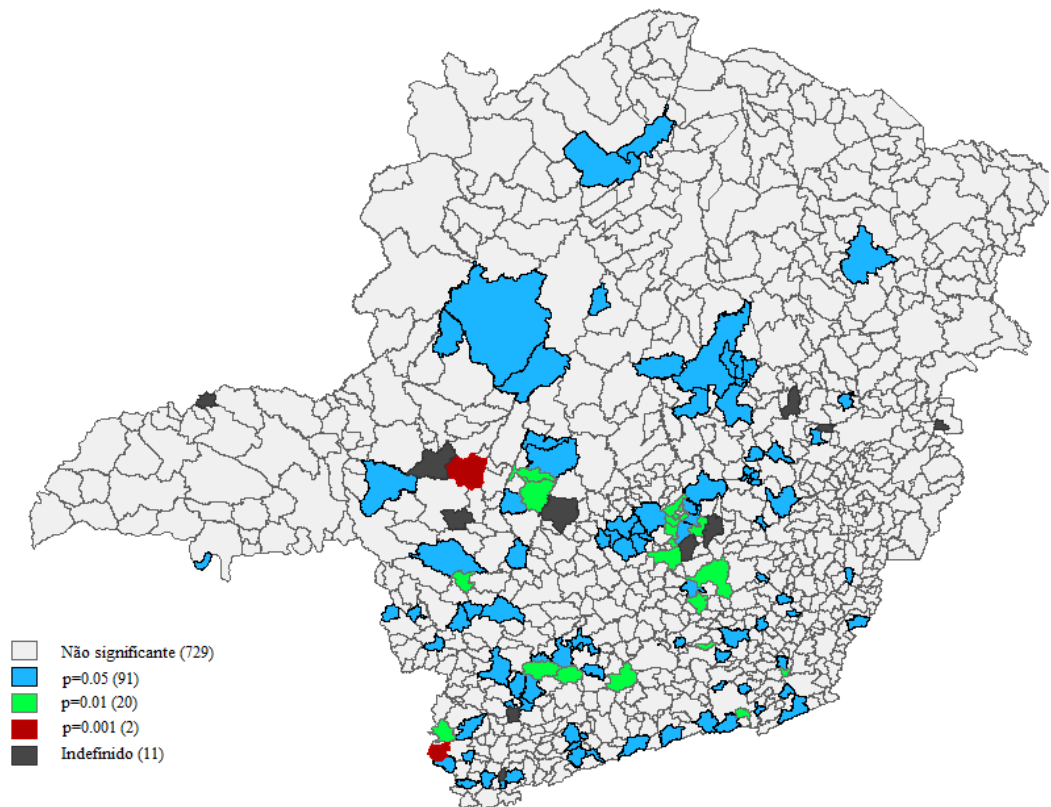 Não significante (729)
p=0.05 (91)
p=0.01 (20)
p=0.001 (2)
Indefinido (11)